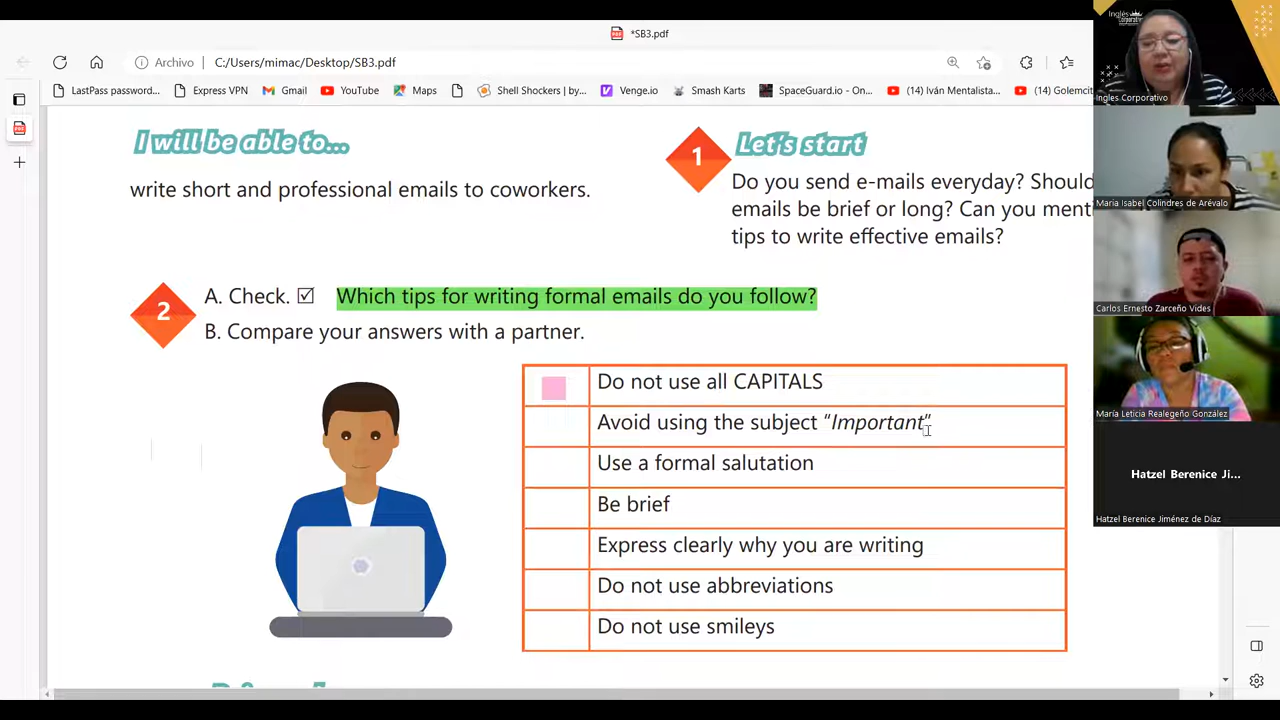 *SB3.pdf
Archivo
C:/Users/mimac/Desktop/SB3.pdf
LastPass password...
Express VPN
Gmail
YouTube
Maps
Shell Shockers | by...
Venge.io
Smash Karts
SpaceGuard.io - On...
(14) Iván Mentalista...
(14) Golemcit
I will be able to...
write short and professional emails to coworkers.
1
Let's start
Do you send e-mails everyday? Should
emails be brief or long? Can you ment
tips to write effective emails?
2
A. Check. ☑ Which tips for writing formal emails do you follow?
B. Compare your answers with a partner.
Do not use all CAPITALS
Avoid using the subject “Important”
Use a formal salutation
Be brief
Express clearly why you are writing
Do not use abbreviations
Do not use smileys
Inglés
Corporativo
Ingles Corporativo
María Isabel Colindres de Arévalo
Carlos Ernesto Zarceño Vides
María Leticia Realegeño González
Hatzel Berenice Ji...
Hatzel Berenice Jiménez de Díaz